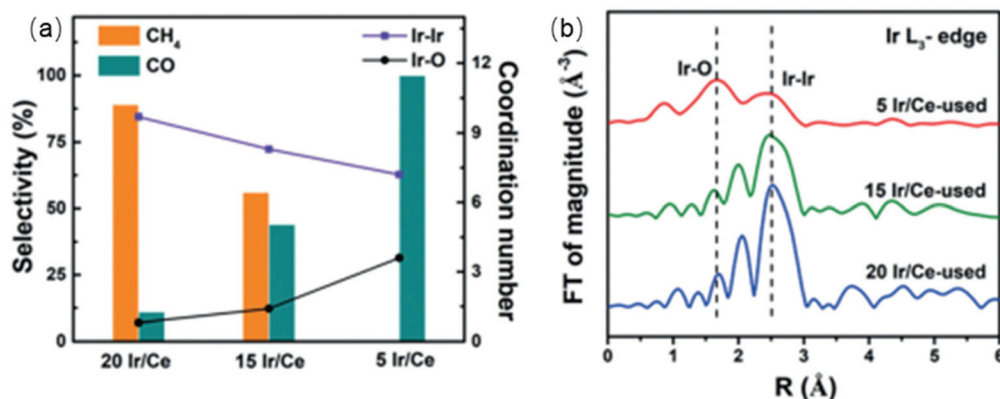 (a)
CH4
CO
Ir-Ir
Ir-O
Selectivity (%)
100
75
50
25
0
12
9
6
3
0
Coordination number
20 Ir/Ce 15 Ir/Ce 5 Ir/Ce
(b)
Ir L3- edge
Ir-O
Ir-Ir
5 Ir/Ce-used
15 Ir/Ce-used
20 Ir/Ce-used
FT of magnitude (Å-3)
0 1 2 3 4 5 6
R (Å)